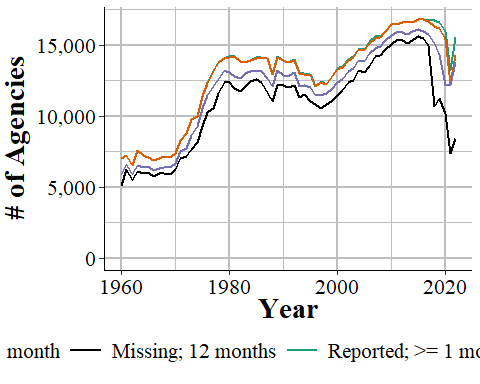 15,000
10,000
5,000
0
# of Agencies
1960 1980 2000 2020
Year
month Missing; 12 months Reported; >= 1 mo